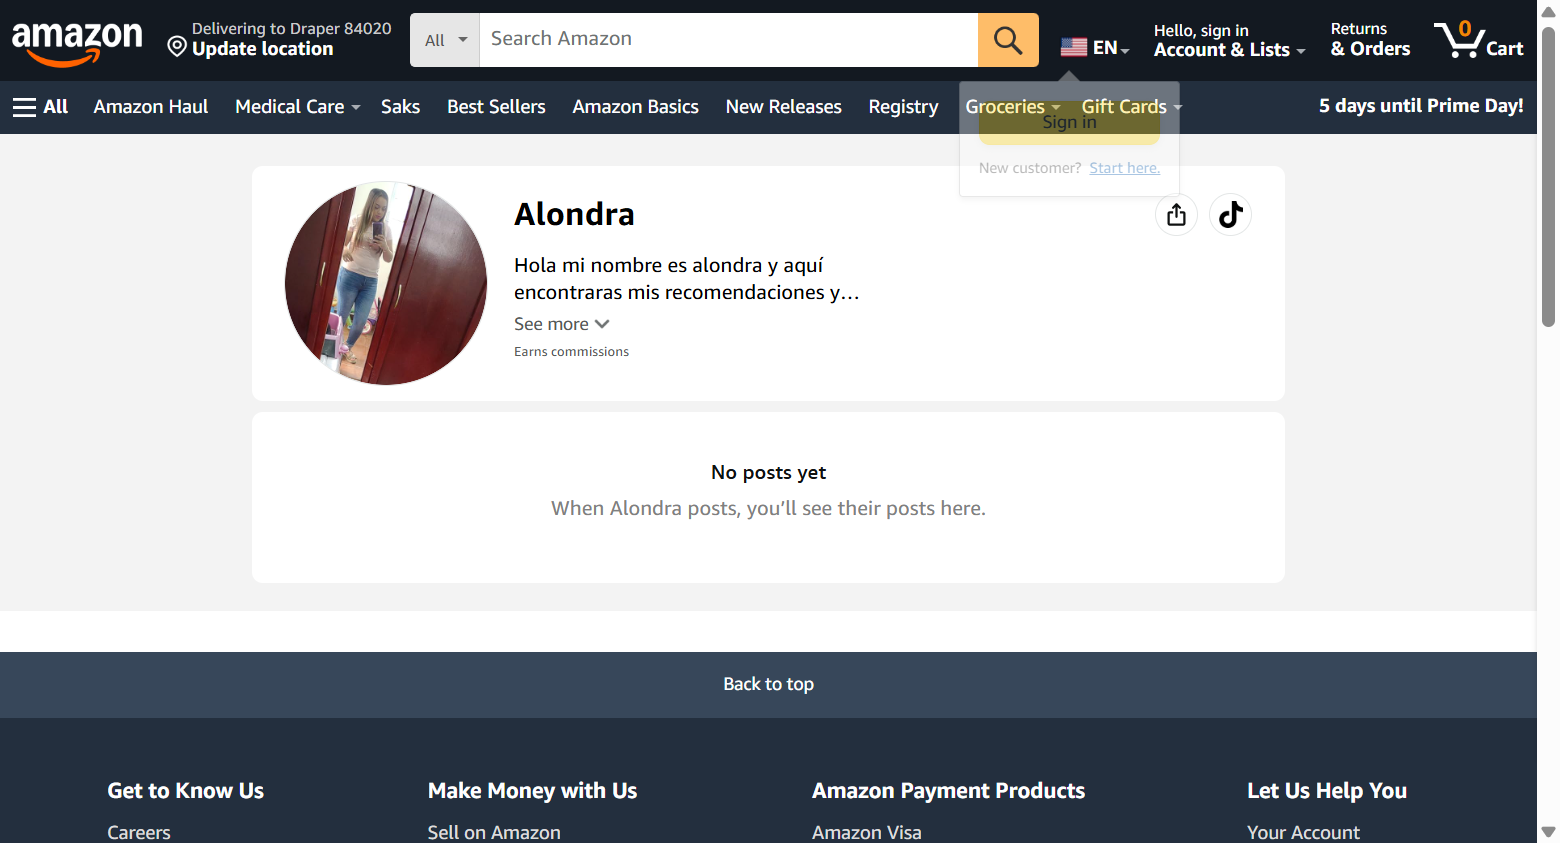 amazon
Delivering to Draper 84020
Update location
All
Search Amazon
EN
Hello, sign in
Account & Lists
Returns
& Orders
0
Cart
All
Amazon Haul
Medical Care
Saks
Best Sellers
Amazon Basics
New Releases
Registry
Groceries
Gift Cards
5 days until Prime Day!
Sign in
New customer? Start here.
Alondra
Hola mi nombre es alondra y aquí
encontraras mis recomendaciones y…
See more
Earns commissions
No posts yet
When Alondra posts, you’ll see their posts here.
Back to top
Get to Know Us
Make Money with Us
Amazon Payment Products
Let Us Help You
Careers
Sell on Amazon
Amazon Visa
Your Account